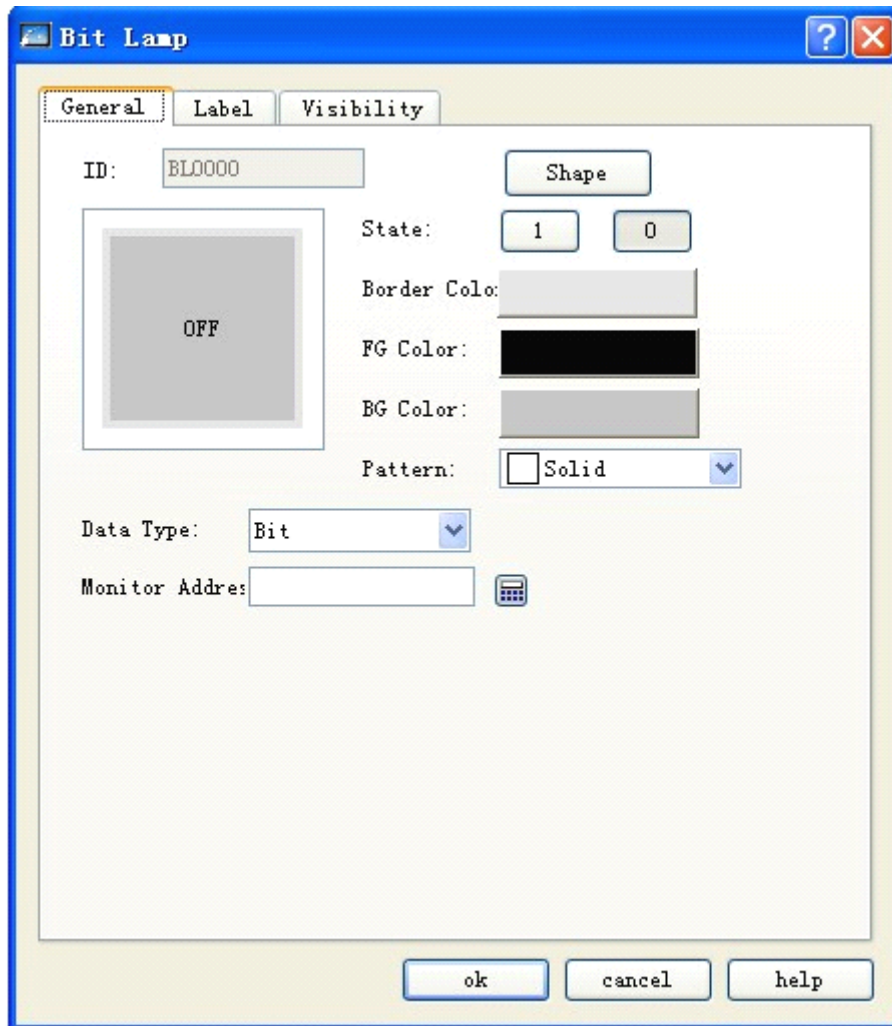 Bit Lamp
General Label Visibility
ID: BL0000 Shape
State: 1 0
OFF
Border Colo
FG Color:
BG Color:
Pattern: Solid
Data Type: Bit
Monitor Addres
ok cancel help